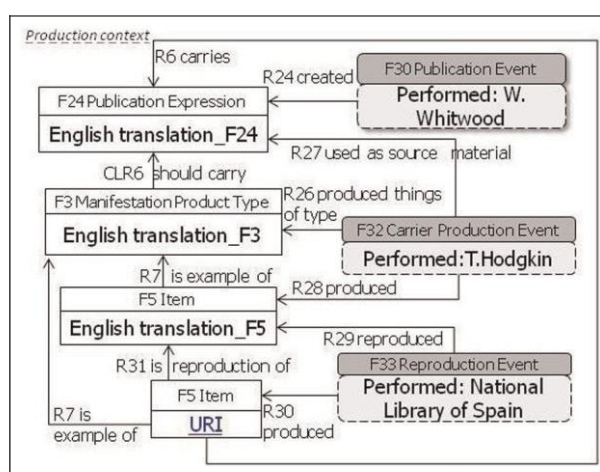 Production context
R6 carries
F30 Publication Event
R24 created
Performed: W.
Whitwood
F24 Publication Expression
English translation_F24
R27 used as source material
CLR6 should carry
F3 Manifestation Product Type
R26 produced things
of type
English translation_F3
F32 Carrier Production Event
Performed:T.Hodgkin
R7 is example of
R28 produced
F5 Item
English translation_F5
R29 reproduced
R31 is reproduction of
F33 Reproduction Event
Performed: National
Library of Spain
F5 Item
R7 is
example of
URI
R30
produced